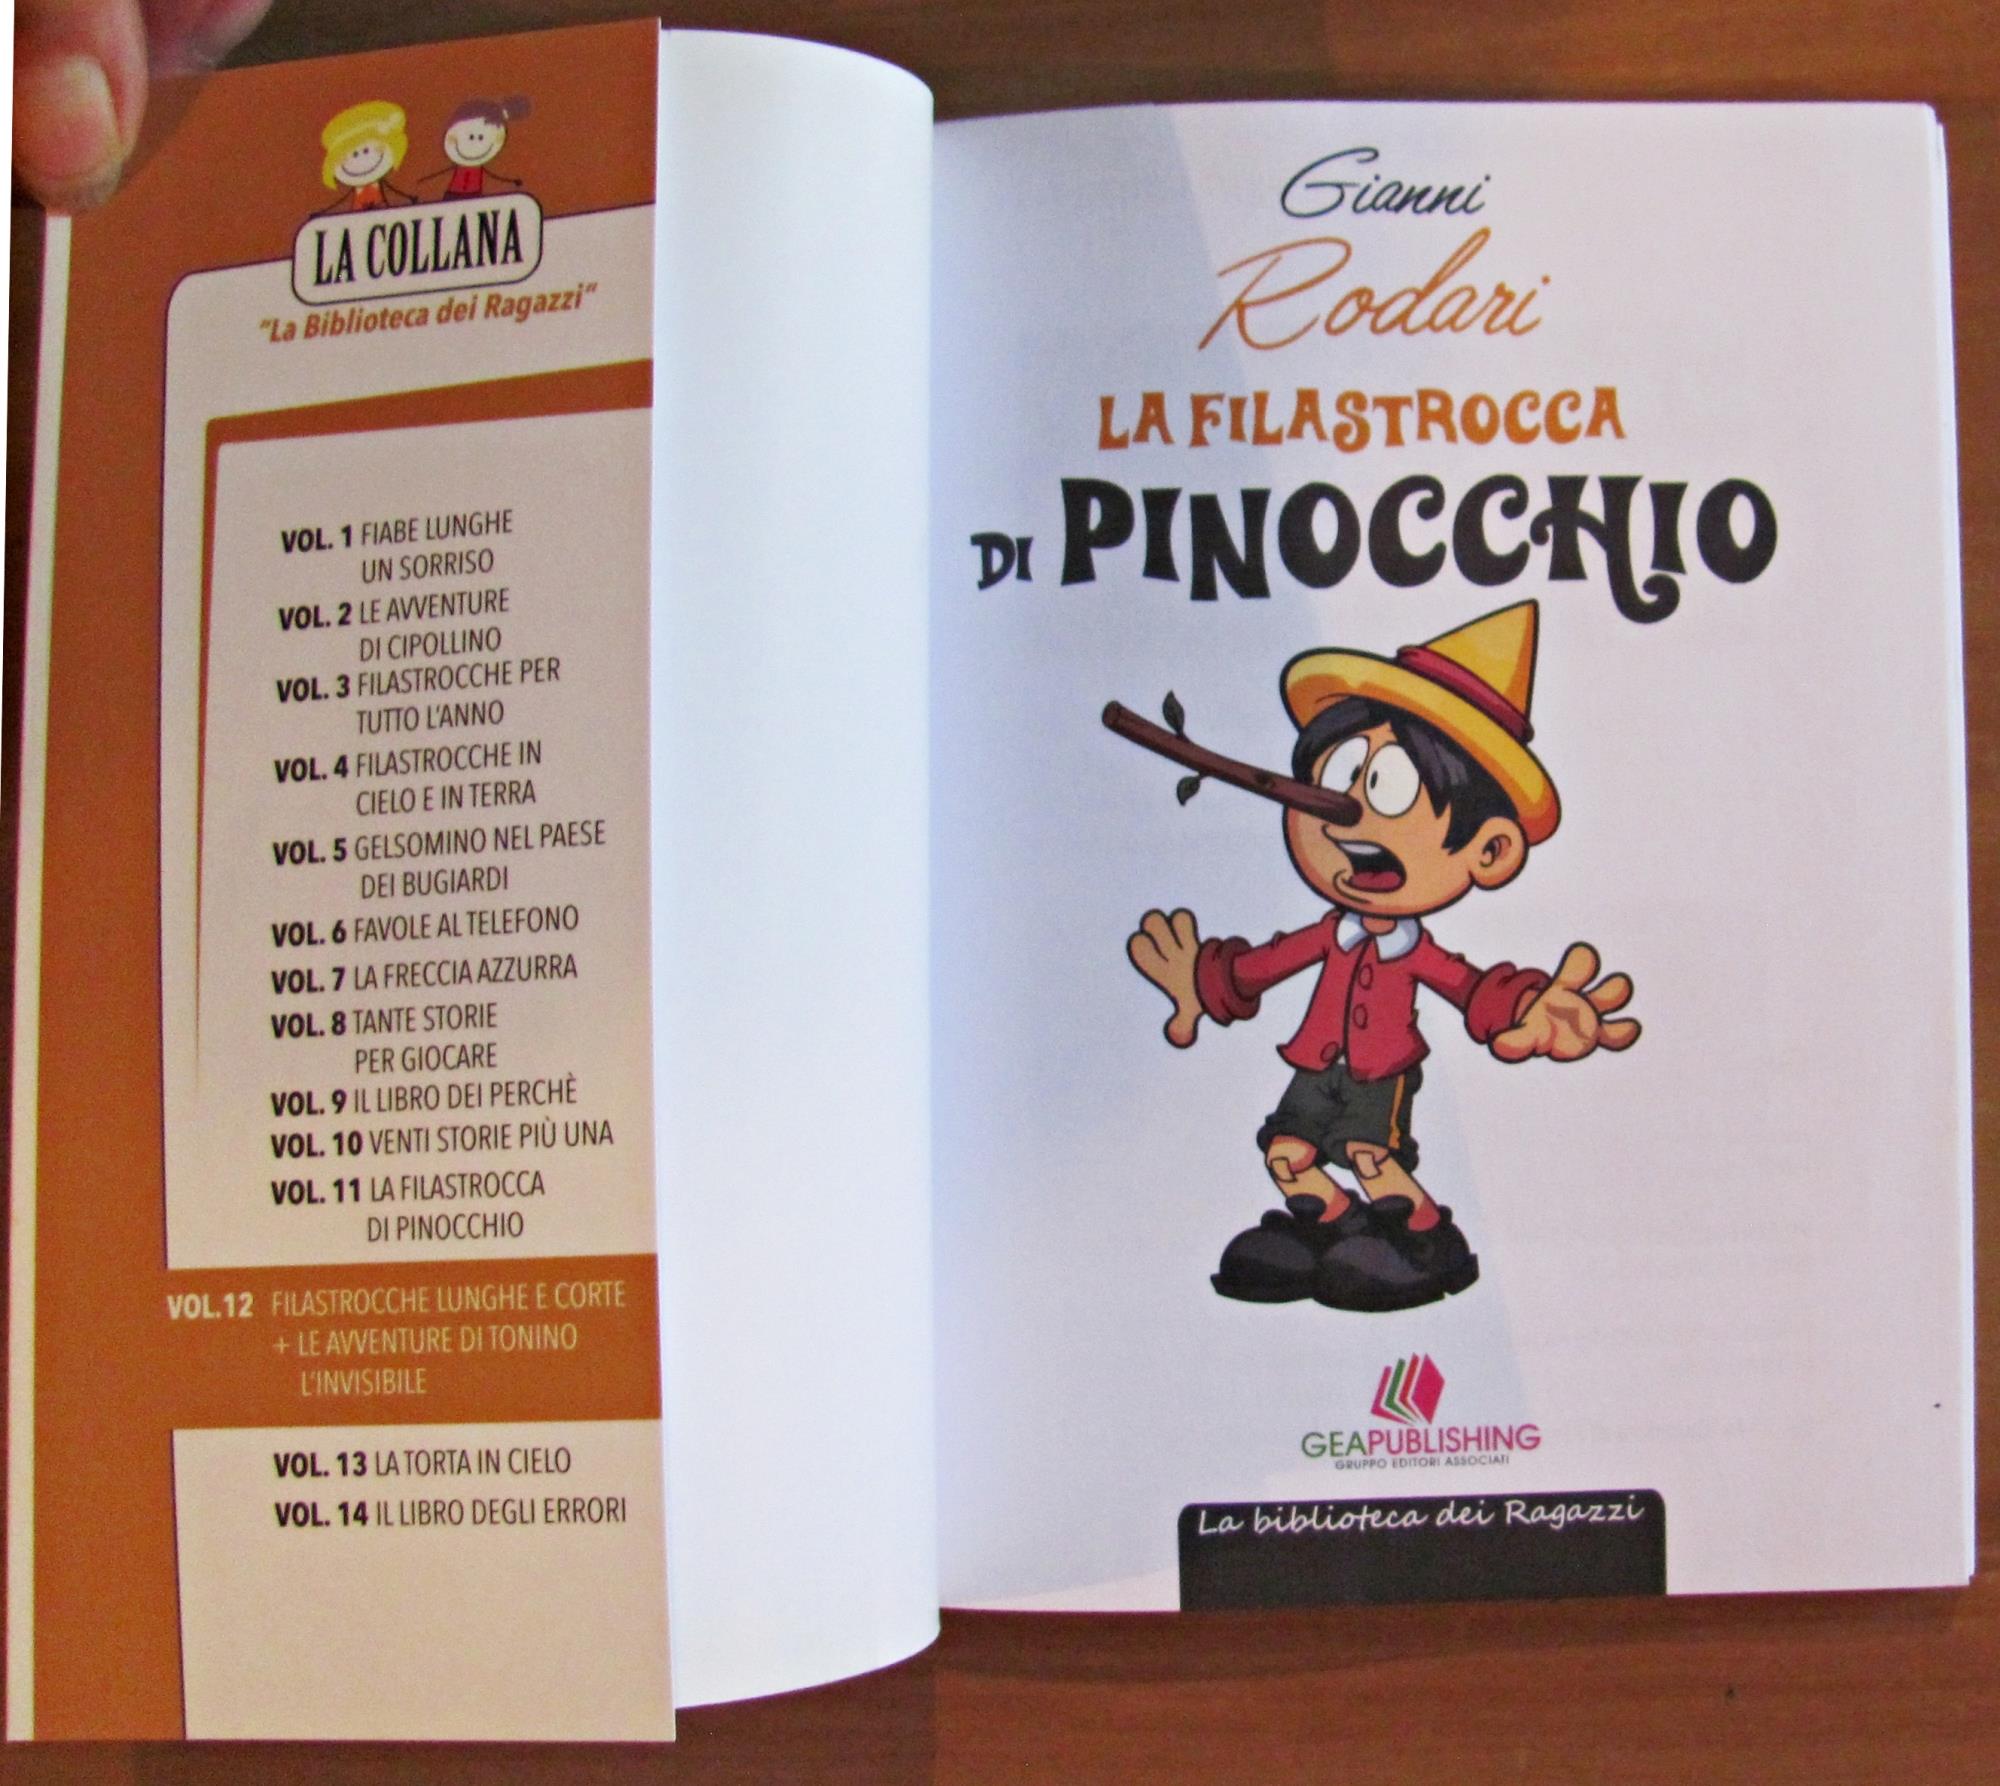 LA COLLANA
"La Biblioteca dei Ragazzi"
VOL. 1 FIABE LUNGHE
UN SORRISO
VOL. 2 LE AVVENTURE
DI CIPOLLINO
VOL. 3 FILASTROCCHE PER
TUTTO L'ANNO
VOL. 4 FILASTROCCHE IN
CIELO E IN TERRA
VOL. 5 GELSOMINO NEL PAESE
DEI BUGIARDI
VOL. 6 FAVOLE AL TELEFONO
VOL. 7 LA FRECCIA AZZURRA
VOL. 8 TANTE STORIE
PER GIOCARE
VOL. 9 IL LIBRO DEI PERCHÈ
VOL. 10 VENTI STORIE PIÙ UNA
VOL. 11 LA FILASTROCCA
DI PINOCCHIO
VOL.12 FILASTROCCHE LUNGHE E CORTE
+ LE AVVENTURE DI TONINO
L'INVISIBILE
VOL. 13 LA TORTA IN CIELO
VOL. 14 IL LIBRO DEGLI ERRORI
Gianni
Rodari
LA FILASTROCCA
DI PINOCCHIO
GEAPUBLISHING
GRUPPO EDITORI ASSOCIATI
La biblioteca dei Ragazzi